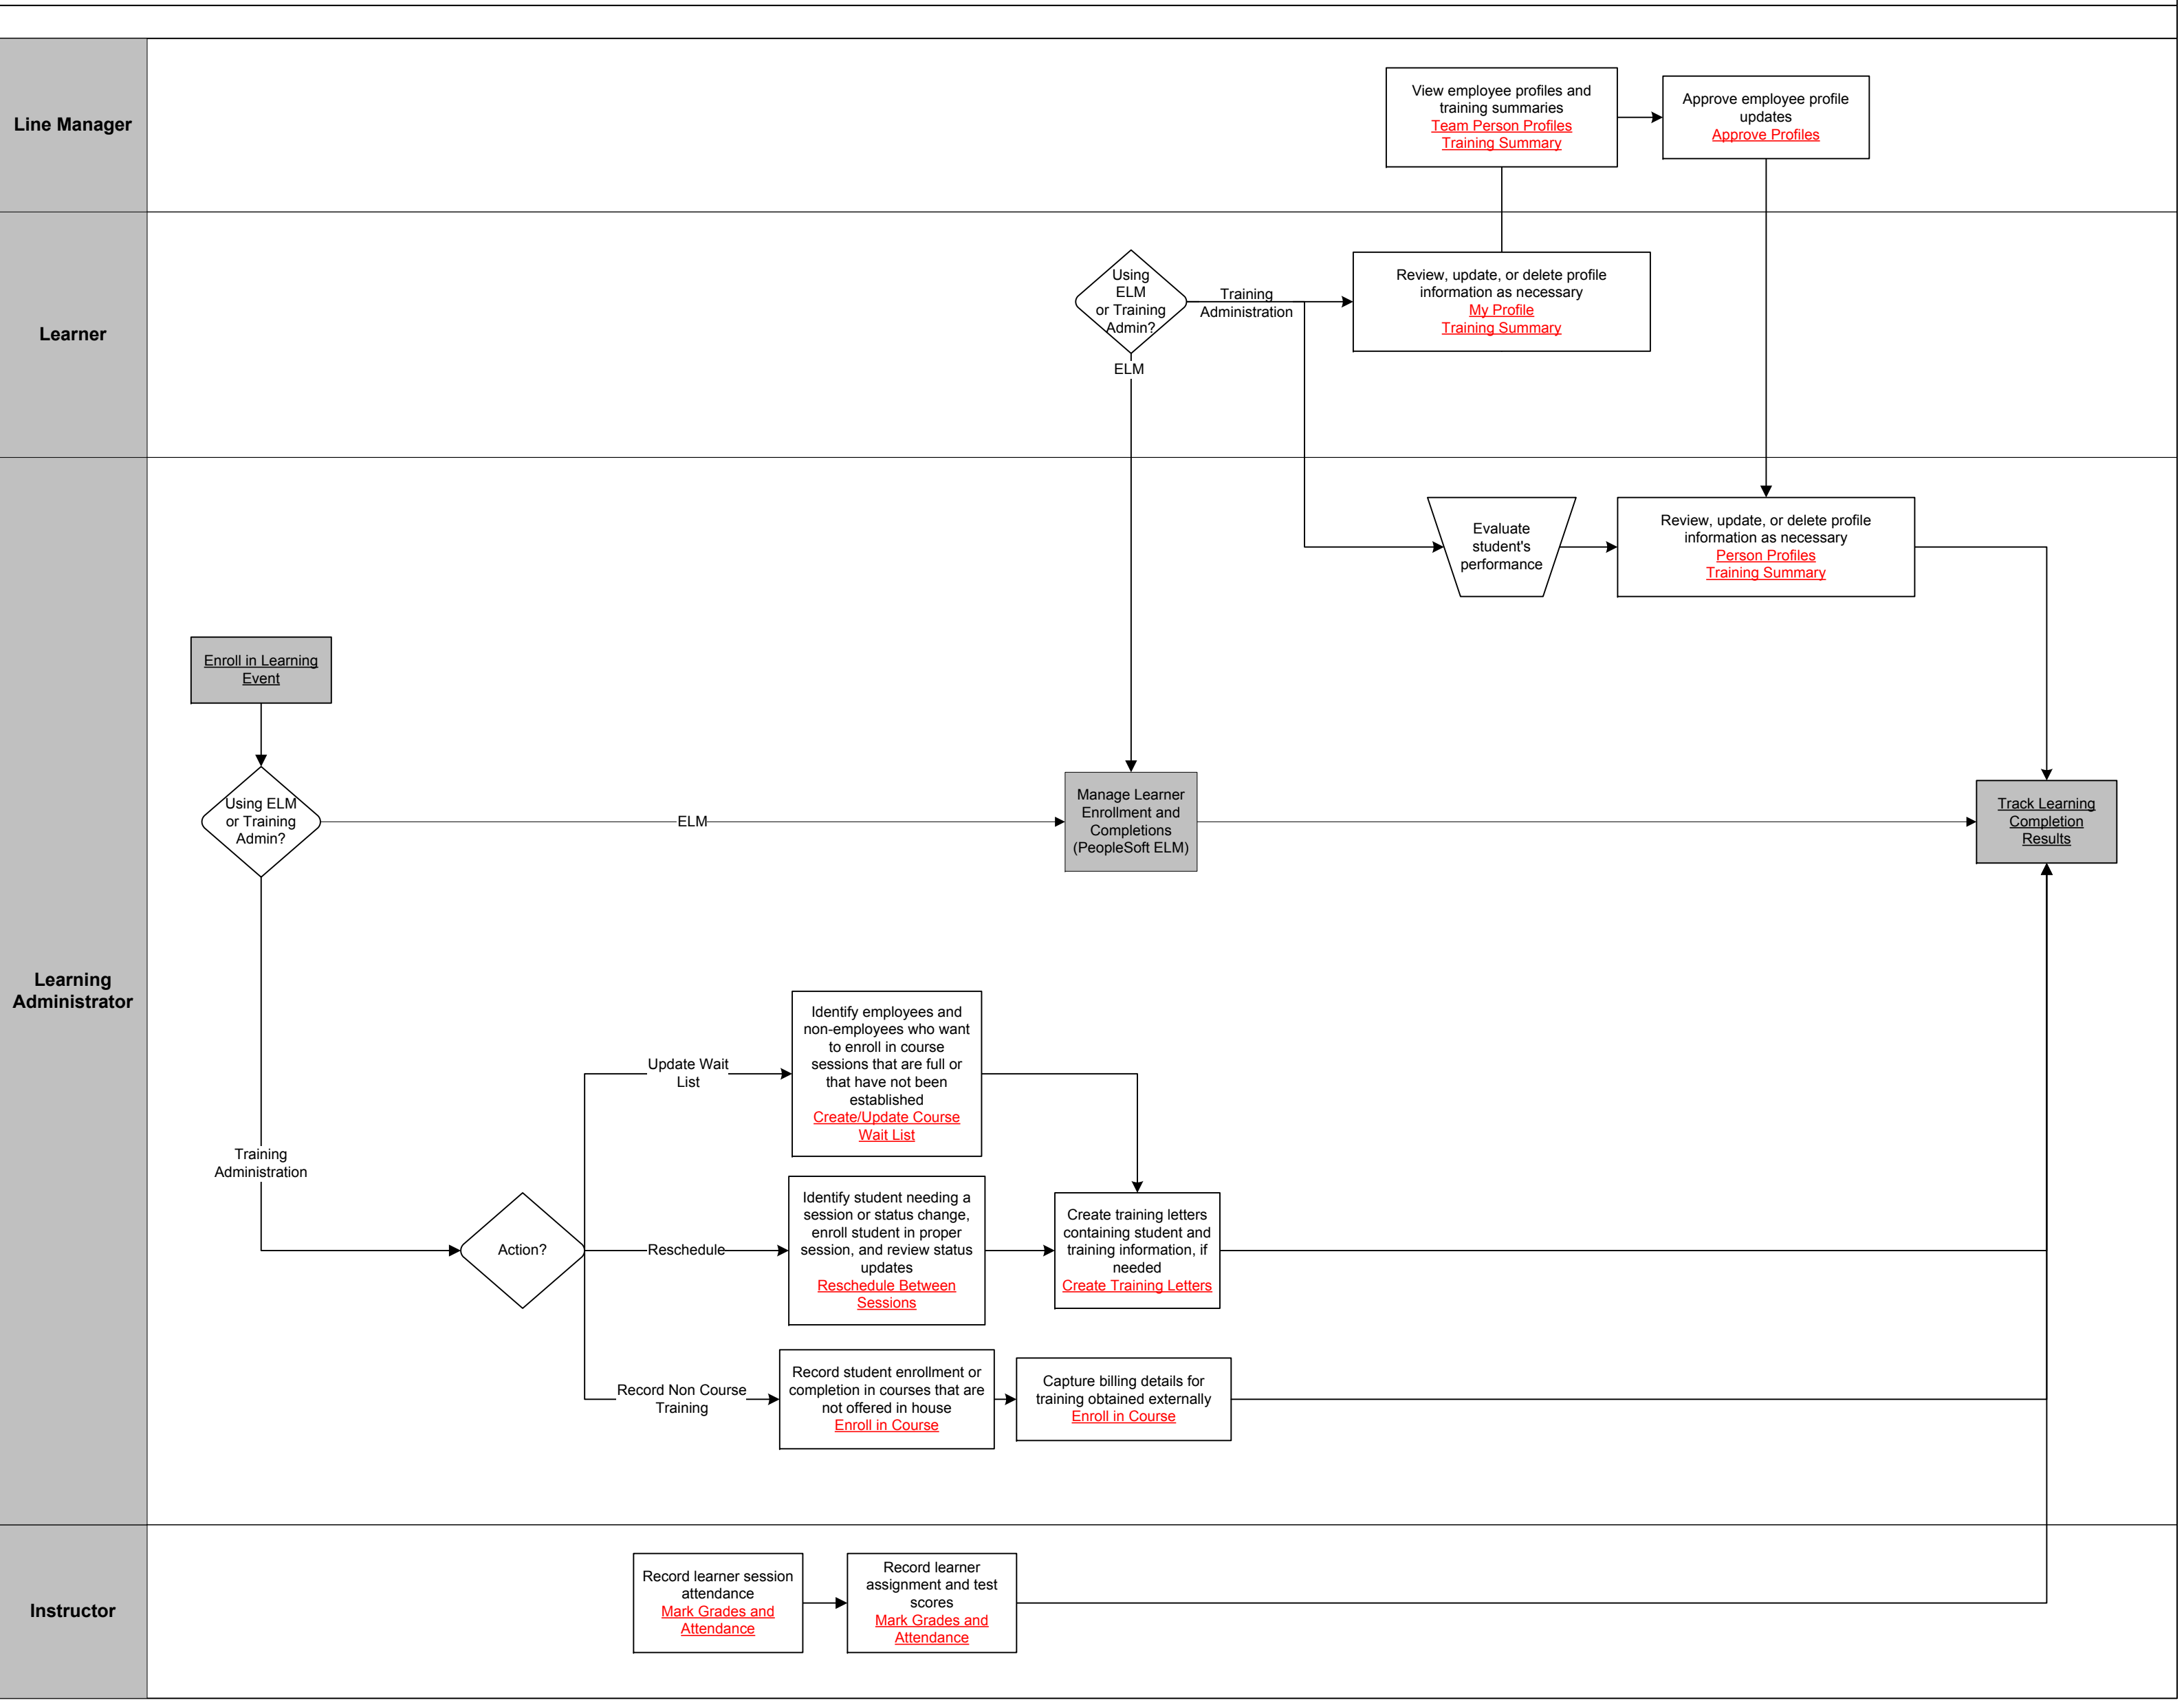 Line Manager
View employee profiles and
training summaries
Team Person Profiles
Training Summary
Approve employee profile
updates
Approve Profiles
Learner
Using
ELM
or Training
Admin?
Training
Administration
ELM
Review, update, or delete profile
information as necessary
My Profile
Training Summary
Learning
Administrator
Evaluate
student's
performance
Review, update, or delete profile
information as necessary
Person Profiles
Training Summary
Enroll in Learning
Event
Using ELM
or Training
Admin?
ELM
Manage Learner
Enrollment and
Completions
(PeopleSoft ELM)
Track Learning
Completion
Results
Training
Administration
Action?
Update Wait
List
Identify employees and
non-employees who want
to enroll in course
sessions that are full or
that have not been
established
Create/Update Course
Wait List
Reschedule
Identify student needing a
session or status change,
enroll student in proper
session, and review status
updates
Reschedule Between
Sessions
Create training letters
containing student and
training information, if
needed
Create Training Letters
Record Non Course
Training
Record student enrollment or
completion in courses that are
not offered in house
Enroll in Course
Capture billing details for
training obtained externally
Enroll in Course
Instructor
Record learner session
attendance
Mark Grades and
Attendance
Record learner
assignment and test
scores
Mark Grades and
Attendance